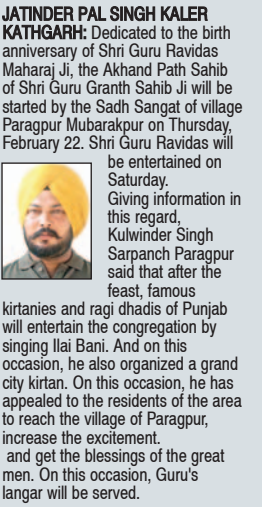 JATINDER PAL SINGH KALER
KATHGARH: Dedicated to the birth
anniversary of Shri Guru Ravidas
Maharaj Ji, the Akhand Path Sahib
of Shri Guru Granth Sahib Ji will be
started by the Sadh Sangat of village
Paragpur Mubarakpur on Thursday,
February 22. Shri Guru Ravidas will
be entertained on
Saturday.
Giving information in
this regard,
Kulwinder Singh
Sarpanch Paragpur
said that after the
feast, famous
kirtanies and ragi dhadis of Punjab
will entertain the congregation by
singing Ilai Bani. And on this
occasion, he also organized a grand
city kirtan. On this occasion, he has
appealed to the residents of the area
to reach the village of Paragpur,
increase the excitement.
and get the blessings of the great
men. On this occasion, Guru's
langar will be served.